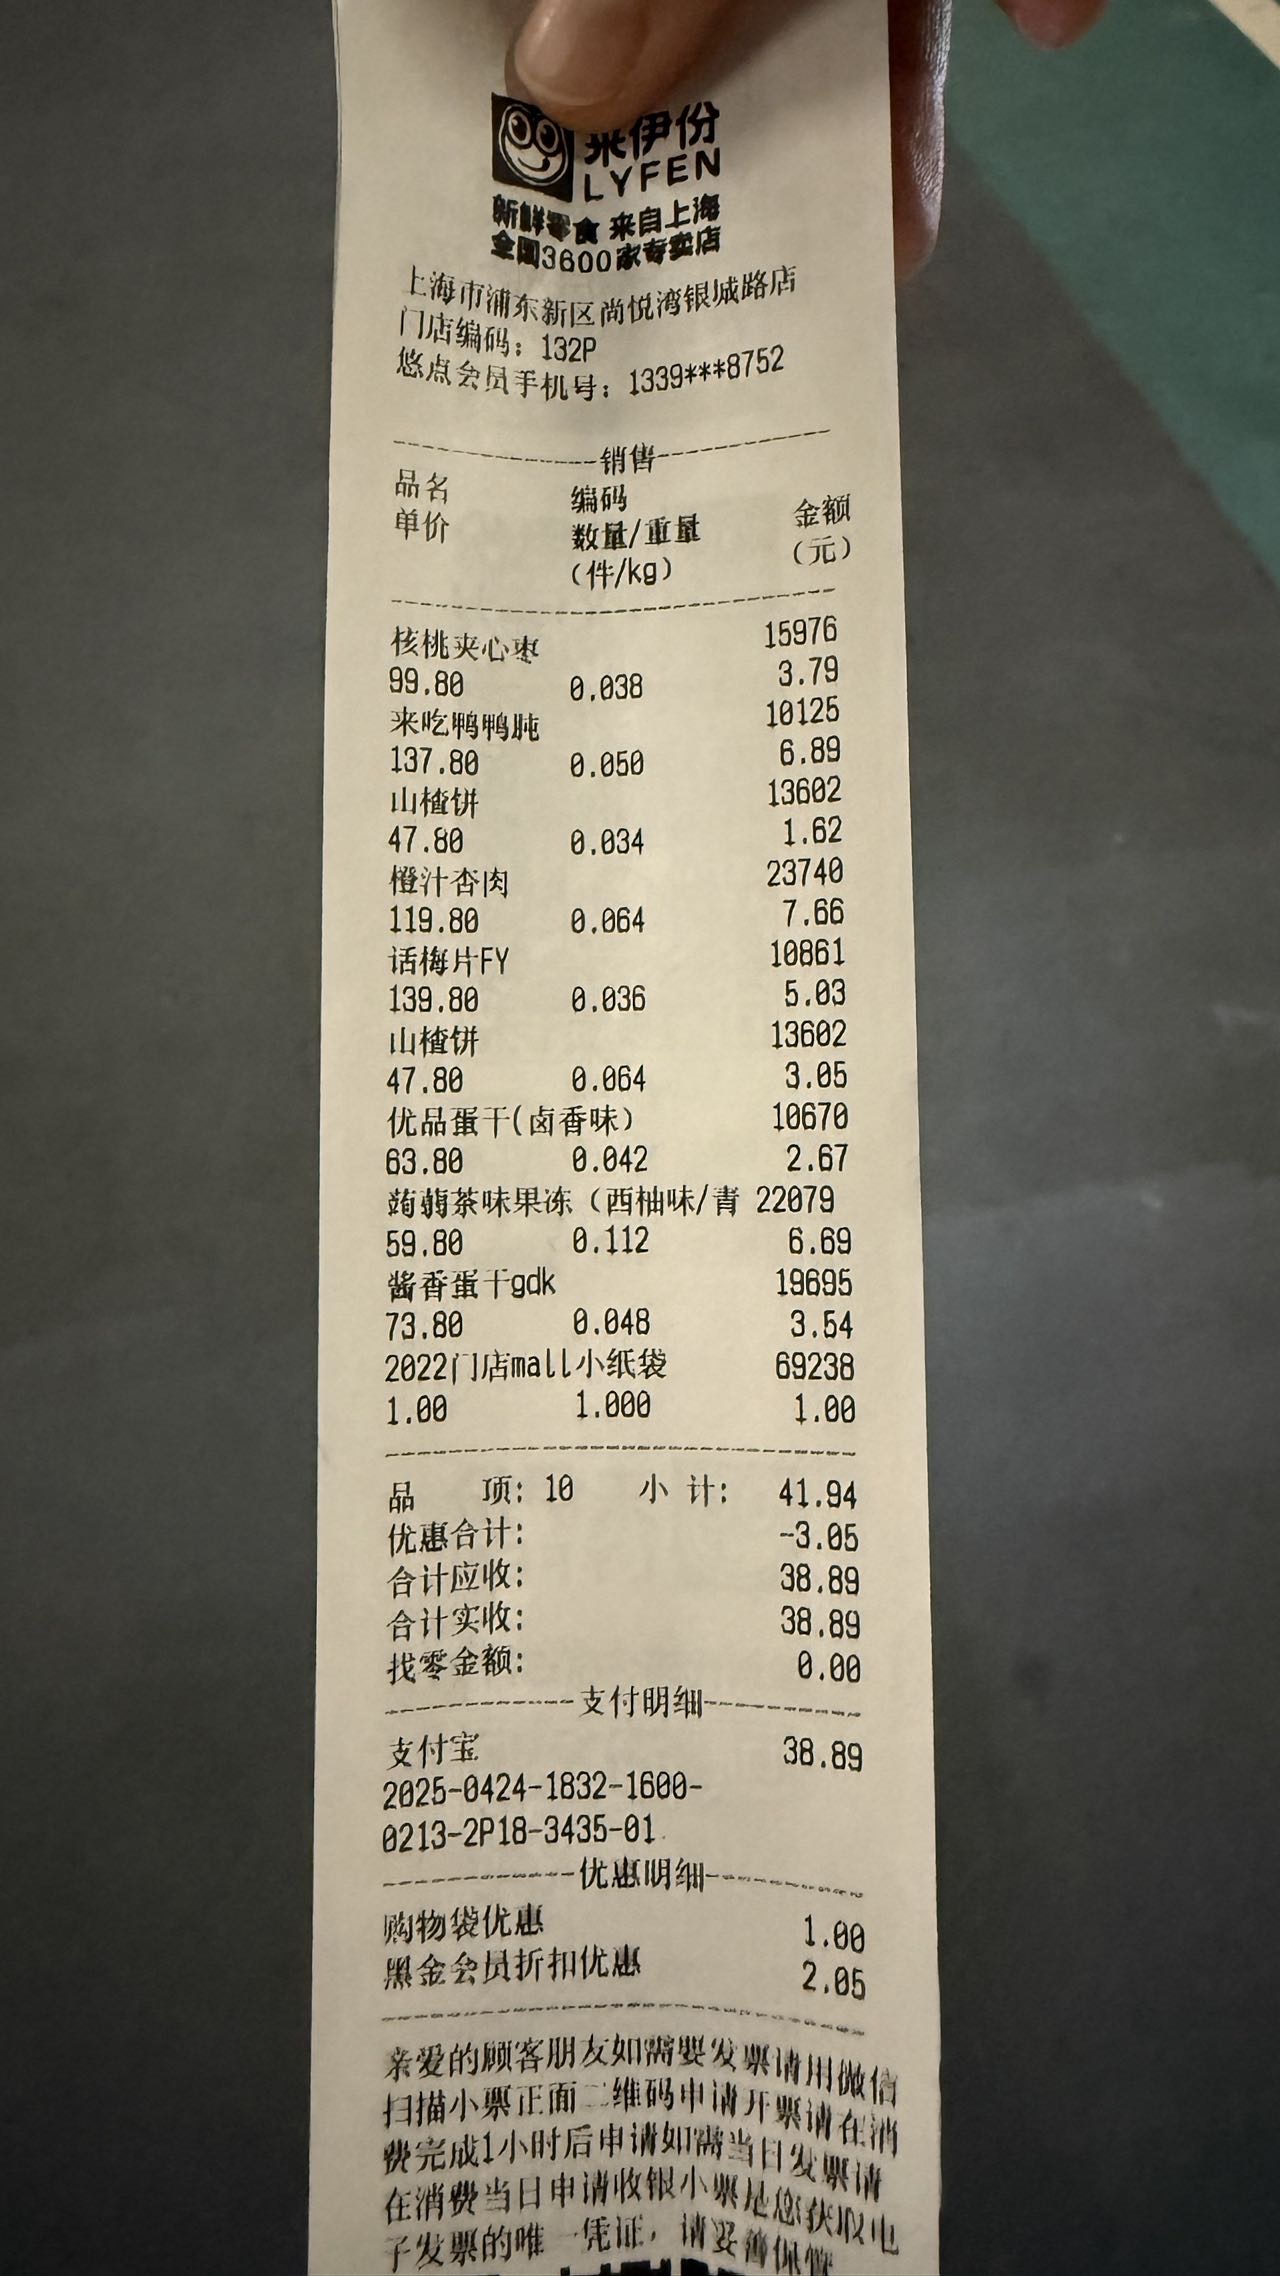 来伊份
LYFEN
新鲜零食 来自上海
全国3600家专卖店
上海市浦东新区尚悦湾银城路店
门店编码：132P
悠点会员手机号：1339***8752
销售
品名 编码 金额
单价 数量/重量 （元）
（件/kg）
核桃夹心枣 15976
99.80 0.038 3.79
来吃鸭鸭肫 10125
137.80 0.050 6.89
山楂饼 13602
47.80 0.034 1.62
橙汁杏肉 23740
119.80 0.064 7.66
话梅片FY 10861
139.80 0.036 5.03
山楂饼 13602
47.80 0.064 3.05
优品蛋干(卤香味） 10670
63.80 0.042 2.67
蒟蒻茶味果冻（西柚味/青 22079
59.80 0.112 6.69
酱香蛋干gdk 19695
73.80 0.048 3.54
2022门店mall小纸袋 69238
1.00 1.000 1.00
品 项: 10 小 计: 41.94
优惠合计: -3.05
合计应收: 38.89
合计实收: 38.89
找零金额: 0.00
支付明细
支付宝 38.89
2025-0424-1832-1600-
0213-2P18-3435-01
优惠明细
购物袋优惠 1.00
黑金会员折扣优惠 2.05
亲爱的顾客朋友如需要发票请用微信
扫描小票正面二维码申请开票请在消
费完成1小时后申请如需当日发票请
在消费当日申请收银小票是您获取电
子发票的唯一凭证，请妥善保管